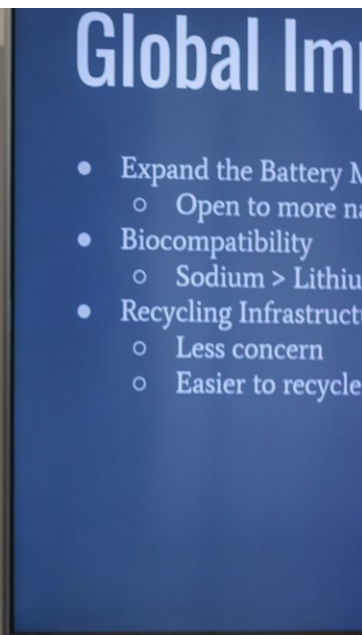 Global Imp
● Expand the Battery M
○ Open to more na
● Biocompatibility
○ Sodium > Lithiu
● Recycling Infrastruct
○ Less concern
○ Easier to recycle